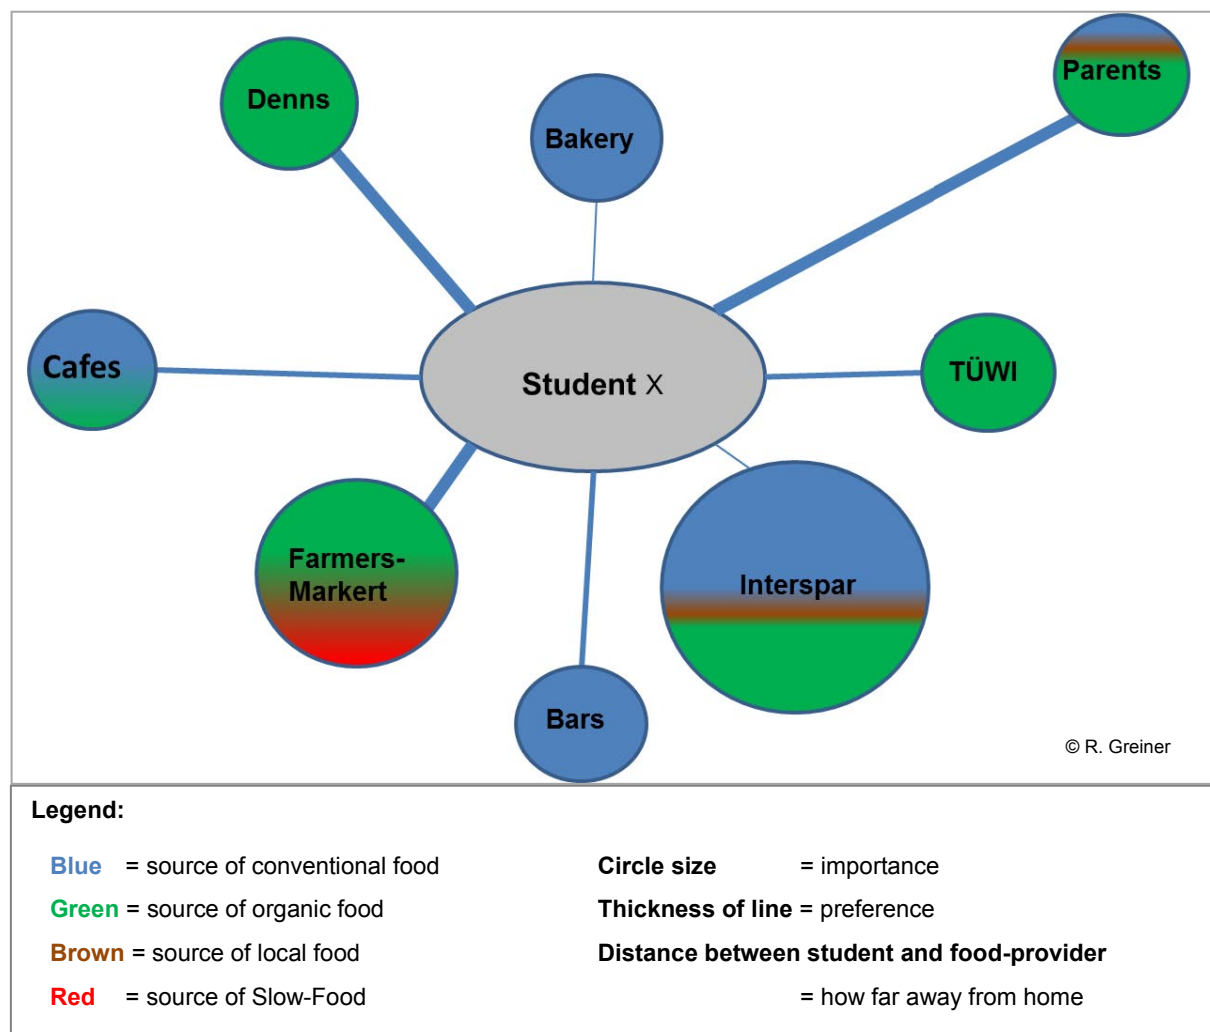 Denns
Bakery
Parents
Cafes
Student X
TÜWI
Farmers-
Markert
Interspar
Bars
© R. Greiner
Legend:
Blue = source of conventional food
Green = source of organic food
Brown = source of local food
Red = source of Slow-Food
Circle size = importance
Thickness of line = preference
Distance between student and food-provider
= how far away from home